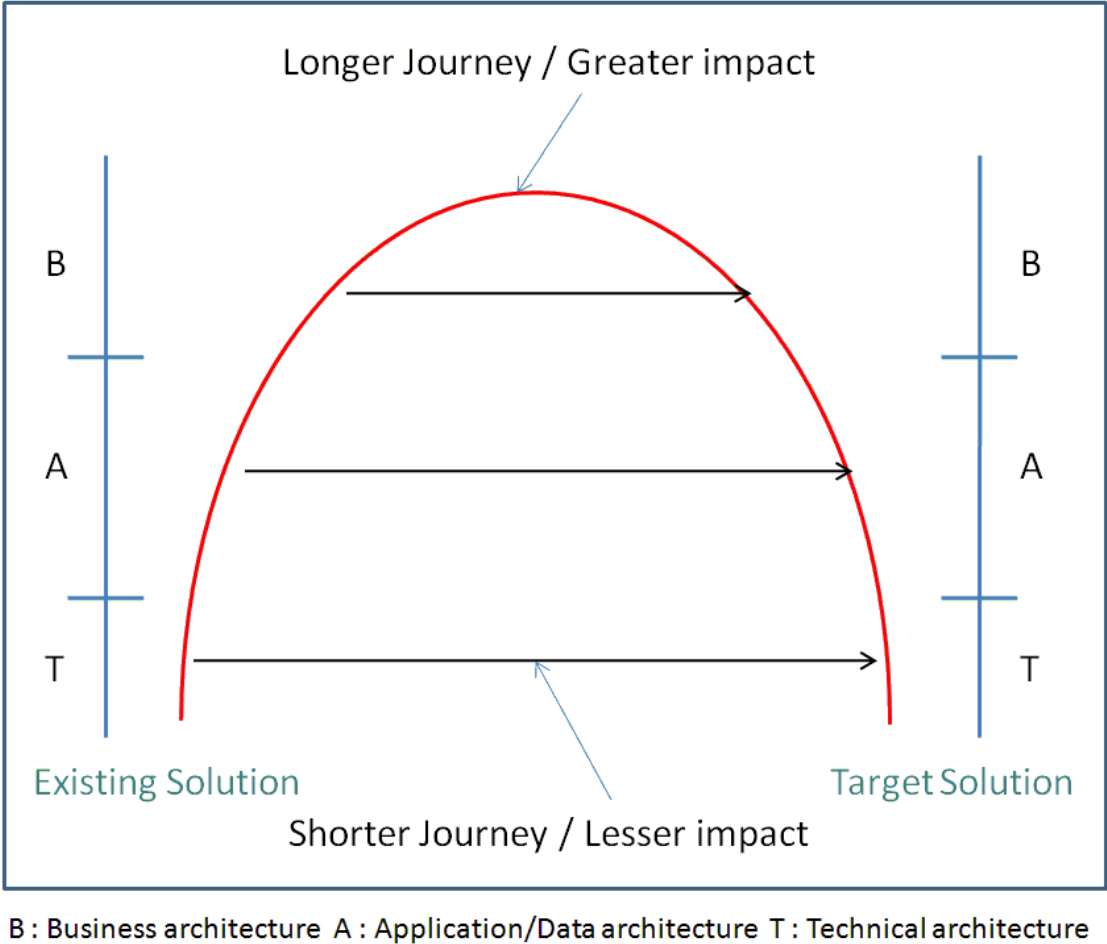 Longer Journey / Greater impact
B
B
A
A
T
T
Existing Solution
Target Solution
Shorter Journey / Lesser impact
B : Business architecture A : Application/Data architecture T : Technical architecture